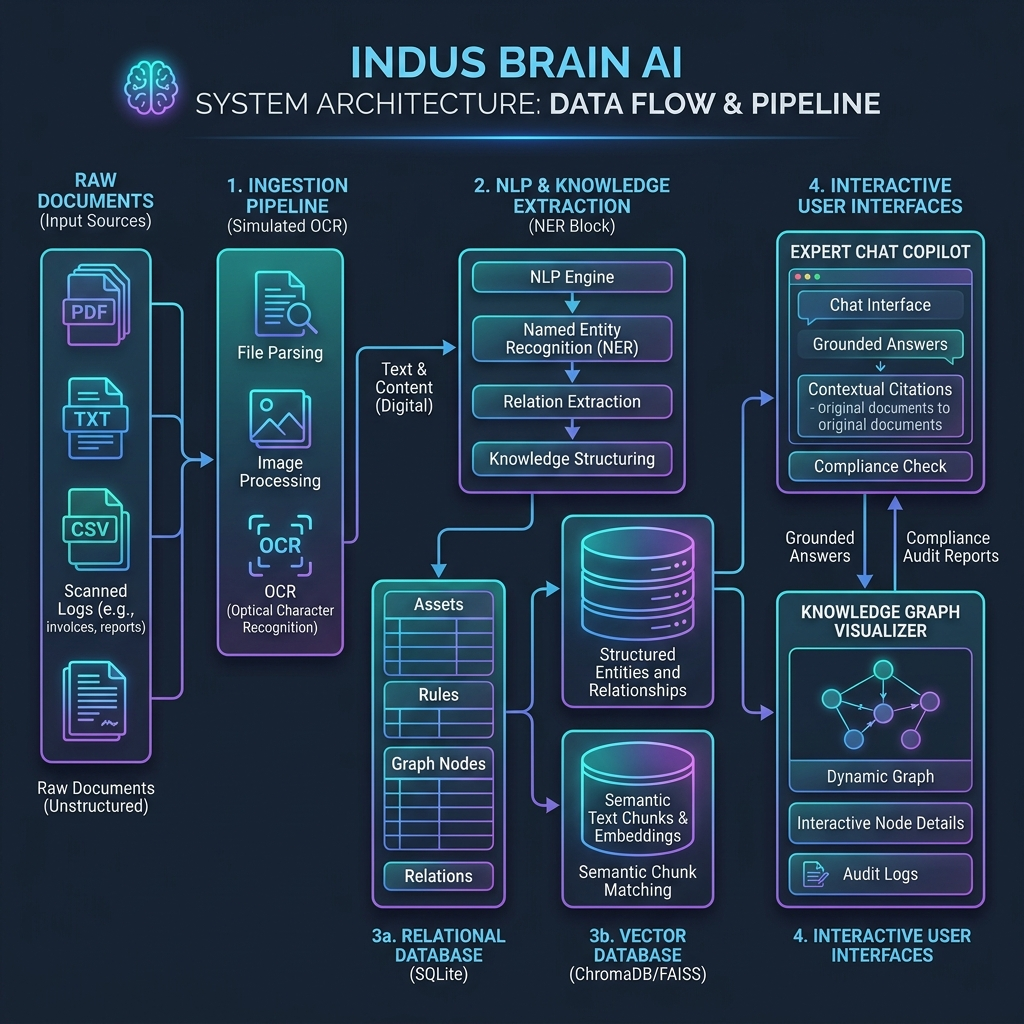 INDUS BRAIN AI
SYSTEM ARCHITECTURE: DATA FLOW & PIPELINE
RAW
DOCUMENTS
(Input Sources)
PDF
TXT
CSV
Scanned
Logs (e.g.,
invoices, reports)
Raw Documents
(Unstructured)
1. INGESTION
PIPELINE
(Simulated OCR)
File Parsing
Image
Processing
OCR
OCR
(Optical Character
Recognition)
Text &
Content
(Digital)
2. NLP & KNOWLEDGE
EXTRACTION
(NER Block)
NLP Engine
Named Entity
Recognition (NER)
Relation Extraction
Knowledge Structuring
Assets
Rules
Graph Nodes
Relations
3a. RELATIONAL
DATABASE
(SQLite)
Structured
Entities and
Relationships
Semantic
Text Chunks &
Embeddings
Semantic Chunk
Matching
3b. VECTOR
DATABASE
(ChromaDB/FAISS)
4. INTERACTIVE
USER INTERFACES
EXPERT CHAT COPILOT
Chat Interface
Grounded Answers
Contextual Citations
- original documents to
original documents
Compliance Check
Grounded
Answers
Compliance
Audit Reports
KNOWLEDGE GRAPH
VISUALIZER
Dynamic Graph
Interactive Node Details
Audit Logs
4. INTERACTIVE USER
INTERFACES